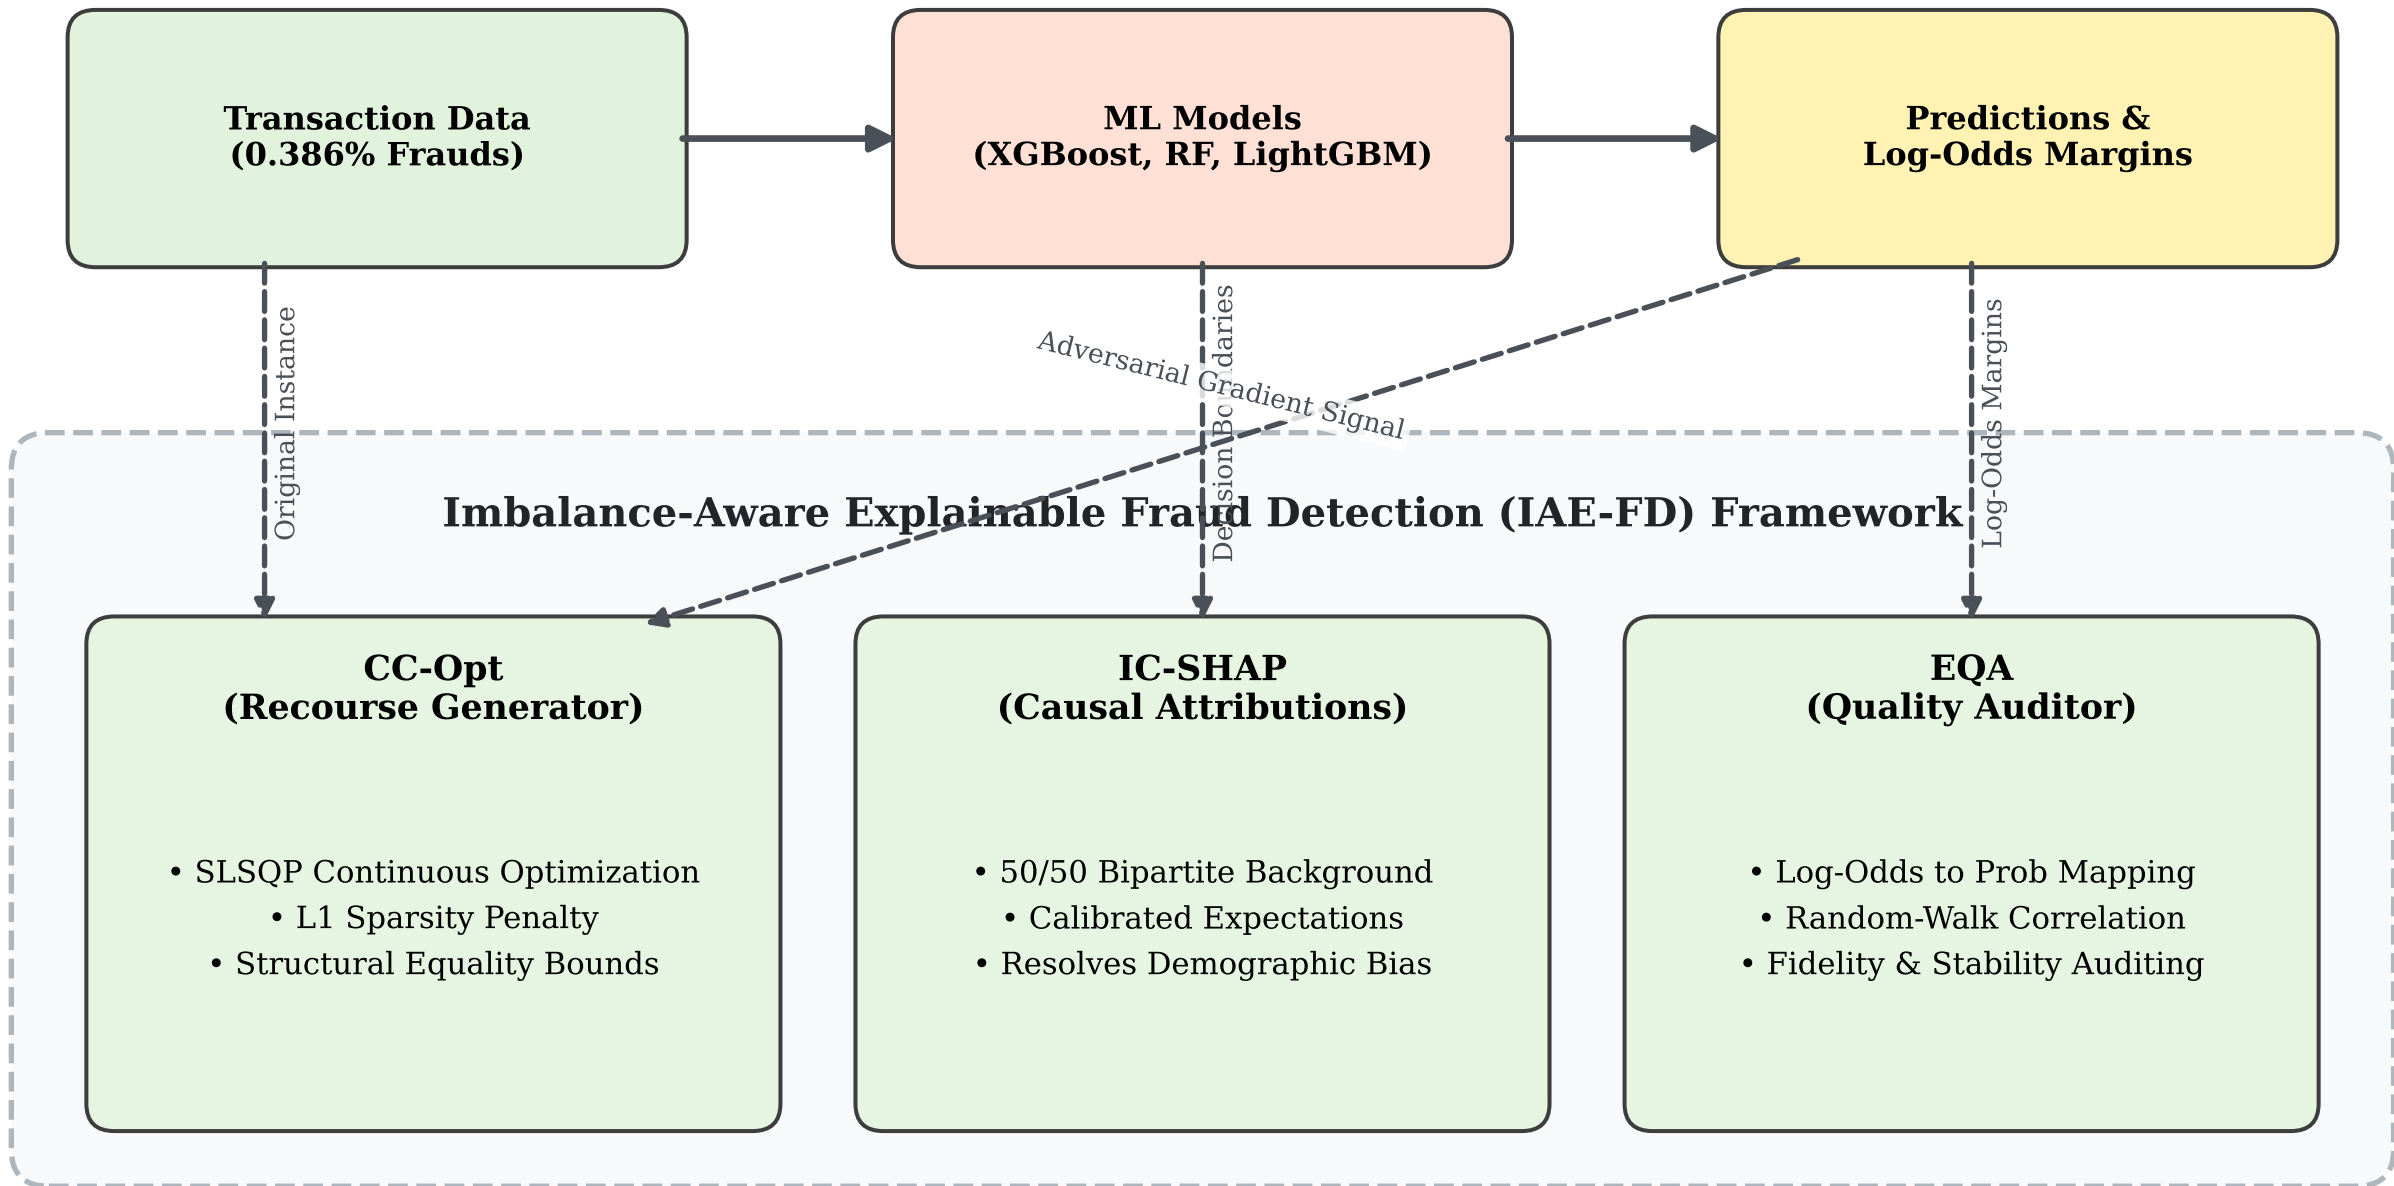 Transaction Data
(0.386% Frauds)
ML Models
(XGBoost, RF, LightGBM)
Predictions &
Log-Odds Margins
Original Instance
Decision Boundaries
Adversarial Gradient Signal
Log-Odds Margins
Imbalance-Aware Explainable Fraud Detection (IAE-FD) Framework
CC-Opt
(Recourse Generator)
• SLSQP Continuous Optimization
• L1 Sparsity Penalty
• Structural Equality Bounds
IC-SHAP
(Causal Attributions)
• 50/50 Bipartite Background
• Calibrated Expectations
• Resolves Demographic Bias
EQA
(Quality Auditor)
• Log-Odds to Prob Mapping
• Random-Walk Correlation
• Fidelity & Stability Auditing